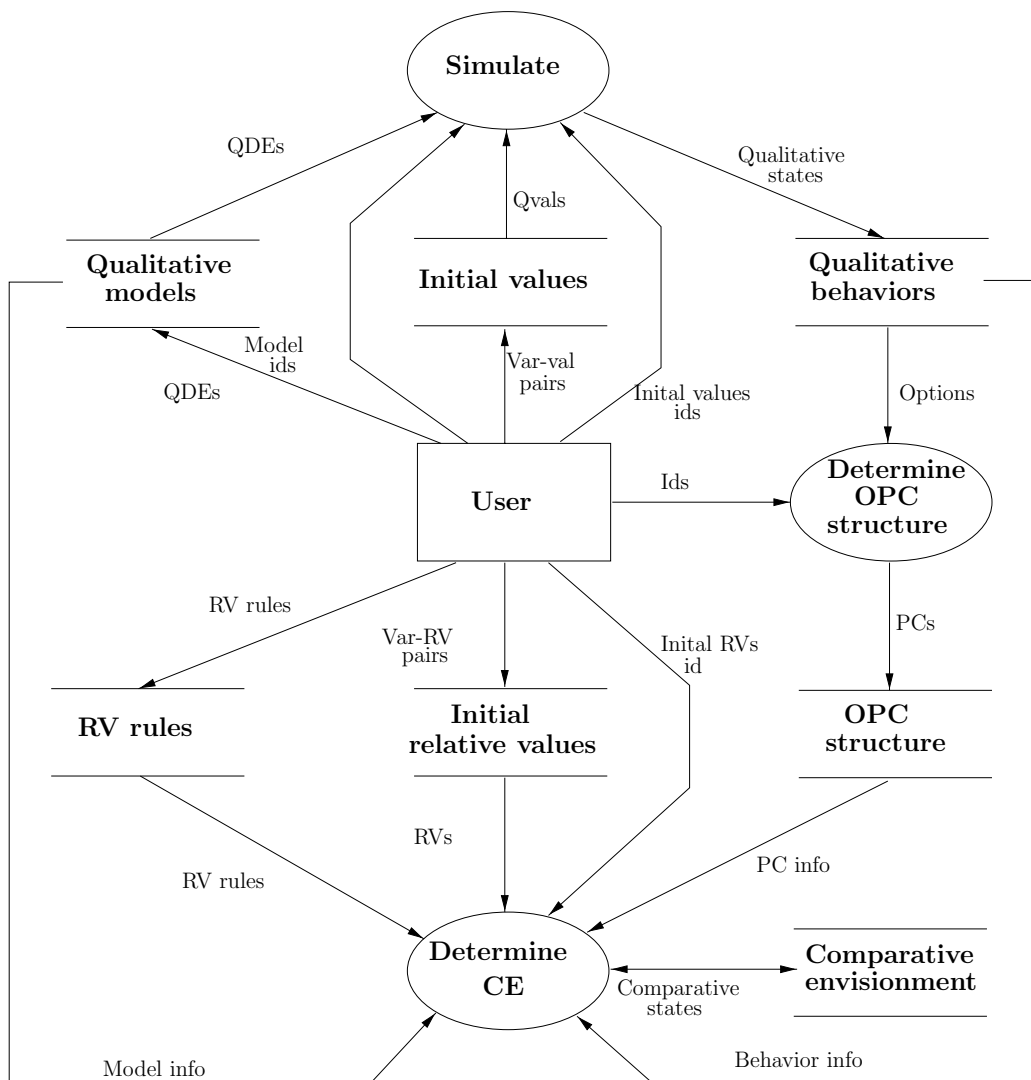 Simulate
QDEs
Qualitative
states
Qvals
Qualitative
models
Initial values
Qualitative
behaviors
Model
ids
QDEs
Var-val
pairs
Inital values
ids
Options
User
Ids
Determine
OPC
structure
RV rules
Var-RV
pairs
Inital RVs
id
PCs
RV rules
Initial
relative values
OPC
structure
RV rules
RVs
PC info
Determine
CE
Comparative
states
Comparative
envisionment
Model info
Behavior info